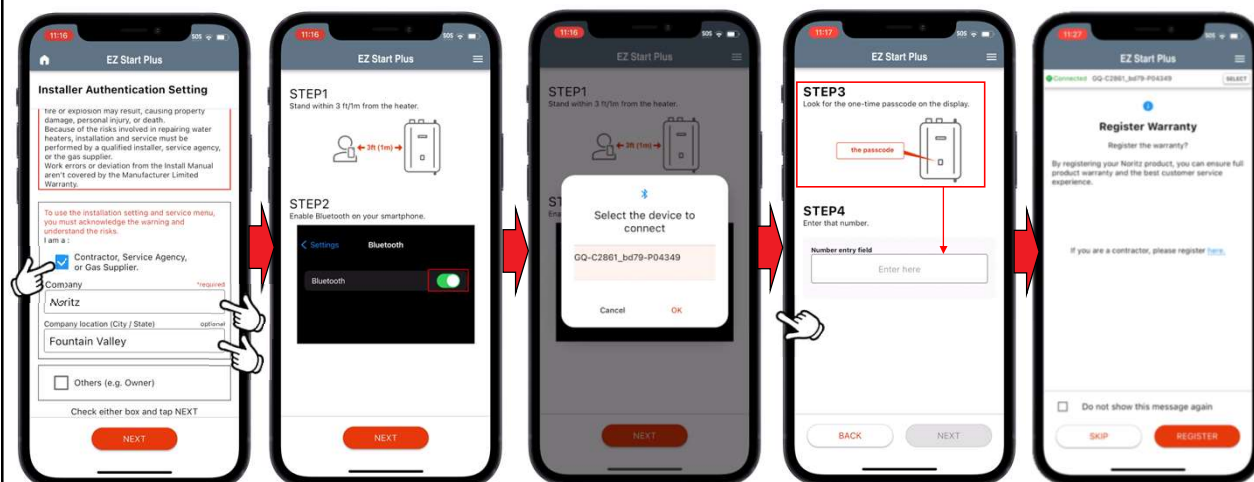 11:16
SOS
EZ Start Plus
Installer Authentication Setting
fire or explosion may result, causing property
damage, personal injury, or death.
Because of the risks involved in repairing water
heaters, installation and service must be
performed by a qualified installer, service agency,
or the gas supplier.
Work errors or deviation from the Install Manual
aren't covered by the Manufacturer Limited
Warranty.
To use the installation setting and service menu,
you must acknowledge the warning and
understand the risks.
I am a :
Contractor, Service Agency,
or Gas Supplier.
Company
*required
Noritz
Company location (City / State)
optional
Fountain Valley
Others (e.g. Owner)
Check either box and tap NEXT
NEXT
11:16
SOS
EZ Start Plus
STEP1
Stand within 3 ft/1m from the heater.
3ft (1m)
STEP2
Enable Bluetooth on your smartphone.
Settings
Bluetooth
Bluetooth
NEXT
11:16
SOS
EZ Start Plus
STEP1
Stand within 3 ft/1m from the heater.
3ft (1m)
ST
Ena
Select the device to
connect
GQ-C2861_bd79-P04349
Cancel
OK
NEXT
11:17
SOS
EZ Start Plus
STEP3
Look for the one-time passcode on the display.
the passcode
STEP4
Enter that number.
Number entry field
Enter here
BACK
NEXT
11:27
SOS
EZ Start Plus
Connected GQ-C2861_bd79-P04349
SELECT
Register Warranty
Register the warranty?
By registering your Noritz product, you can ensure full
product warranty and the best customer service
experience.
If you are a contractor, please register here.
Do not show this message again
SKIP
REGISTER